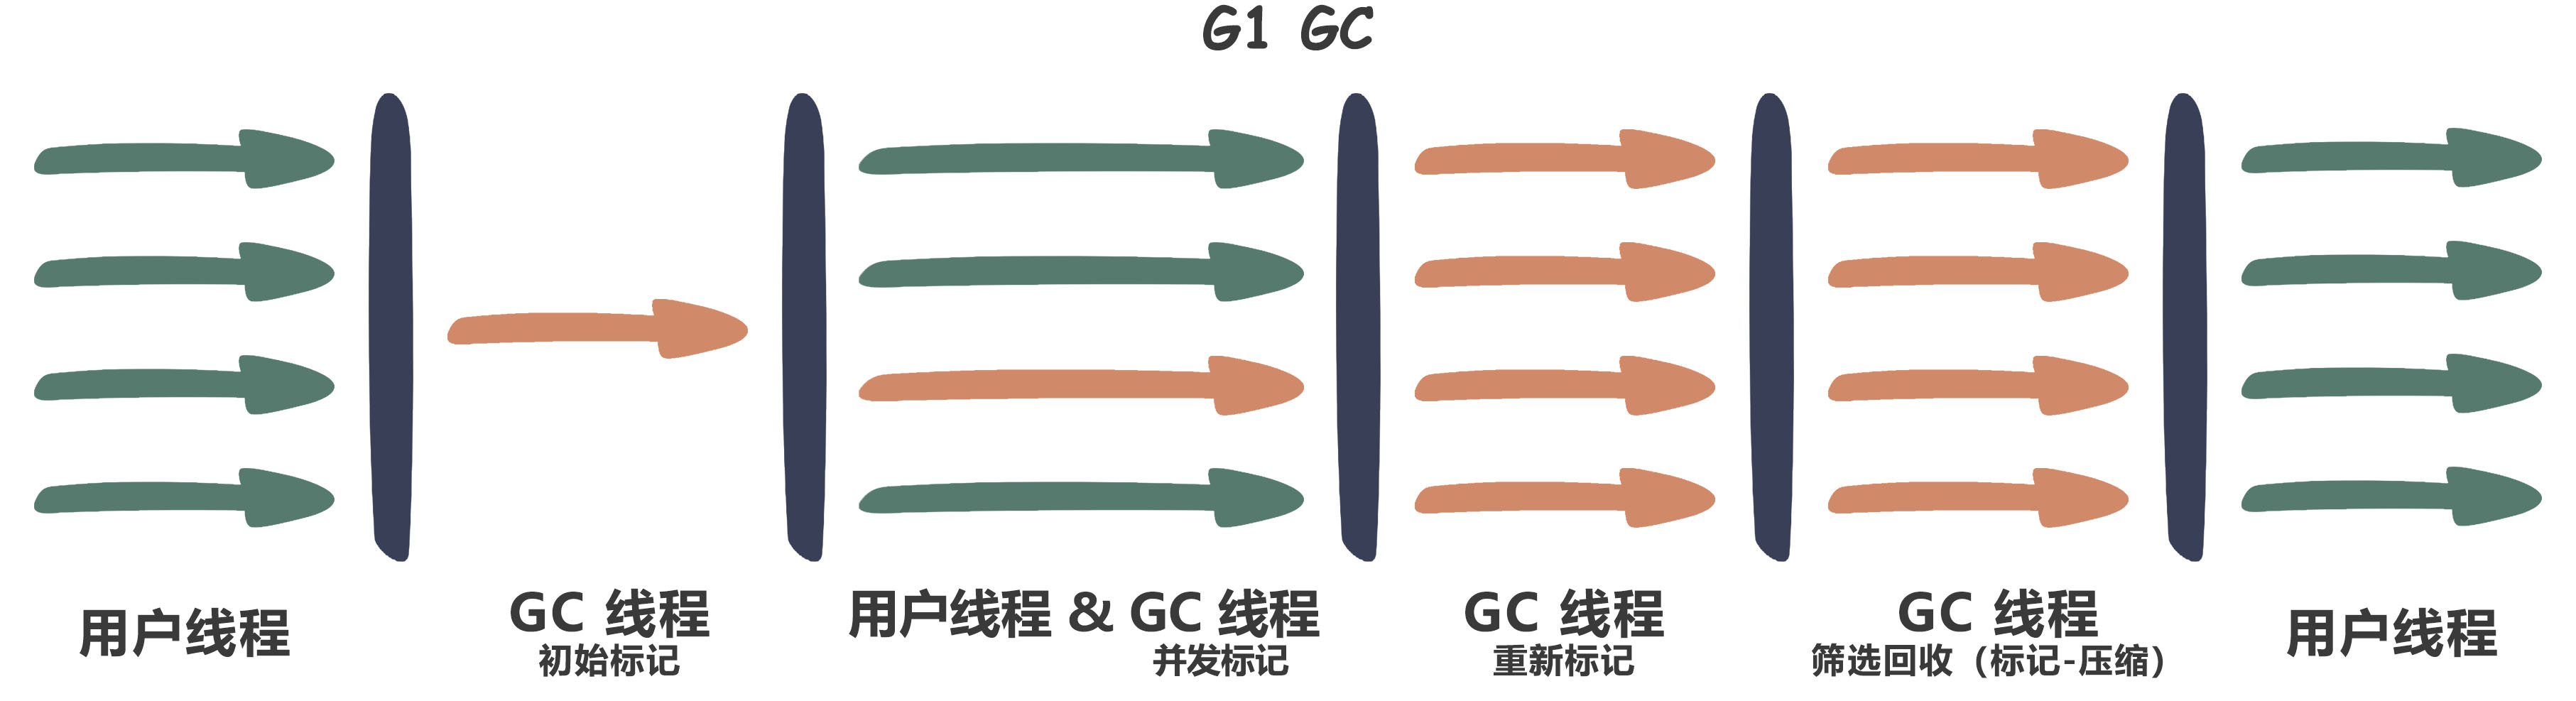 G1 GC
用户线程
GC 线程
初始标记
用户线程 & GC 线程
并发标记
GC 线程
重新标记
GC 线程
筛选回收（标记-压缩）
用户线程